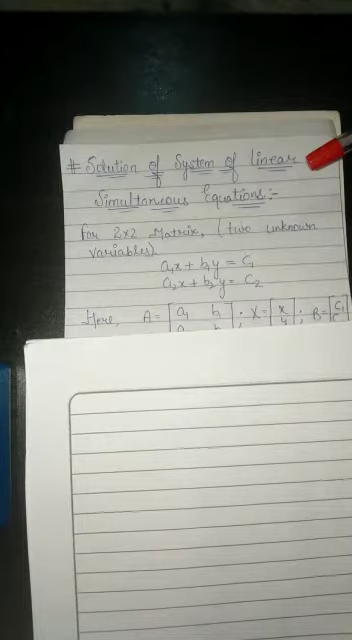 # Solution of System of Linear
Simultaneous Equations:-
For 2x2 Matrix, (two unknown
variables).
a₁x + b₁y = C₁
a₂x + b₂y = C₂
Here, A = [a₁ b₁ ; X = [x y] ; B = [C₁